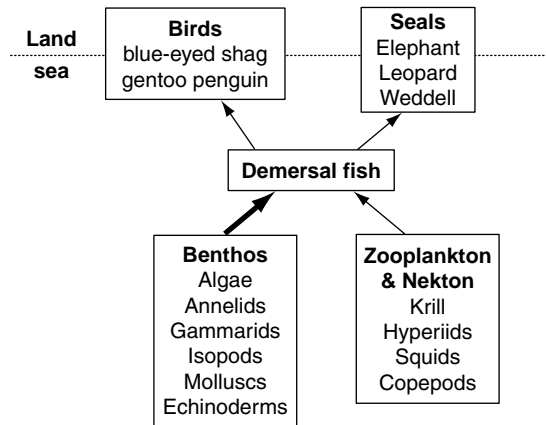 Land
sea
Birds
blue-eyed shag
gentoo penguin
Seals
Elephant
Leopard
Weddell
Demersal fish
Benthos
Algae
Annelids
Gammarids
Isopods
Molluscs
Echinoderms
Zooplankton
& Nekton
Krill
Hyperiids
Squids
Copepods